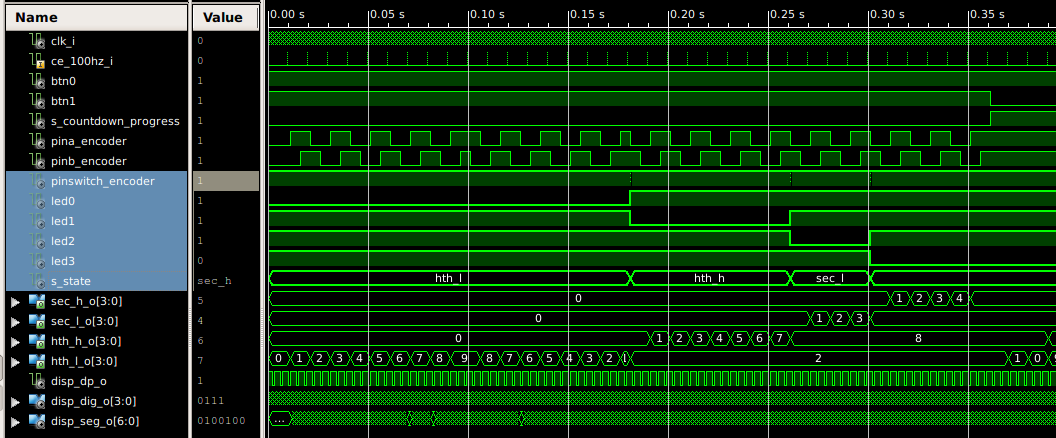 Name Value 0.00 s 0.05 s 0.10 s 0.15 s 0.20 s 0.25 s 0.30 s 0.35 s
clk_i 0
ce_100hz_i 0
btn0 1
btn1 1
s_countdown_progress 1
pina_encoder 1
pinb_encoder 1
pinswitch_encoder 1
led0 1
led1 1
led2 1
led3 0
s_state sec_h hth_l hth_h sec_l
sec_h_o[3:0] 5 0 1 2 3 4
sec_l_o[3:0] 4 0 1 2 3
hth_h_o[3:0] 6 0 1 2 3 4 5 6 7 8
hth_l_o[3:0] 7 0 1 2 3 4 5 6 7 8 9 8 7 6 5 4 3 2 2 1 0
disp_dp_o 1
disp_dig_o[3:0] 0111
disp_seg_o[6:0] 0100100 ...